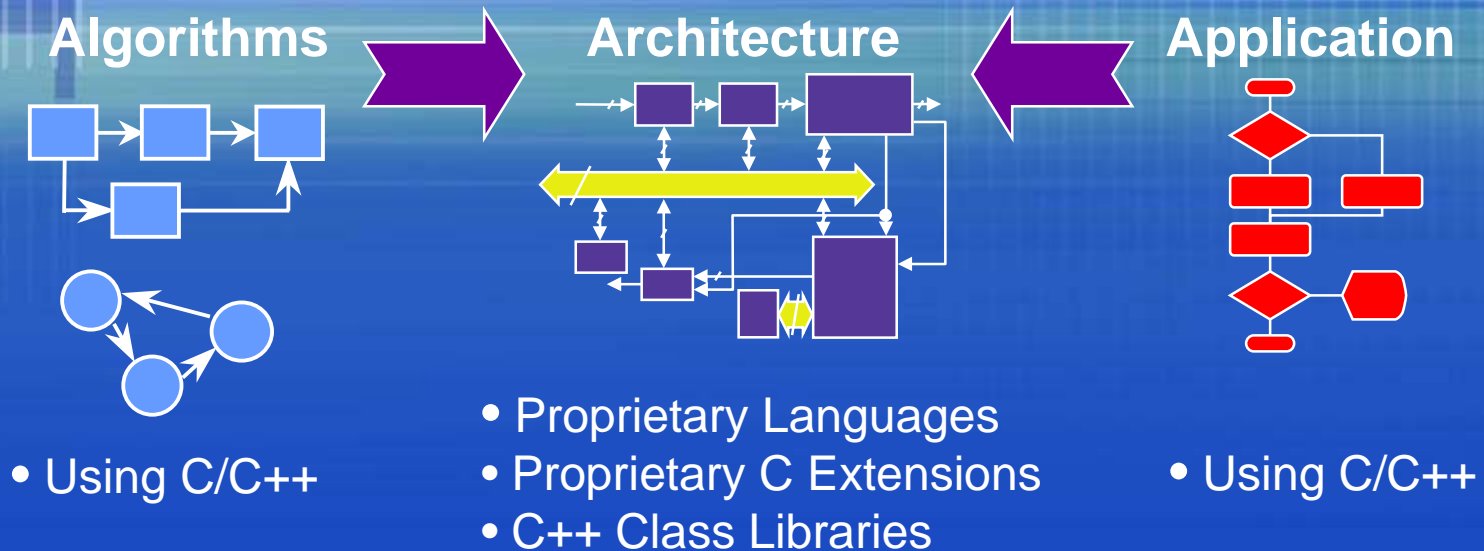 Algorithms
Architecture
Application
• Using C/C++
• Proprietary Languages
• Proprietary C Extensions
• C++ Class Libraries
• Using C/C++